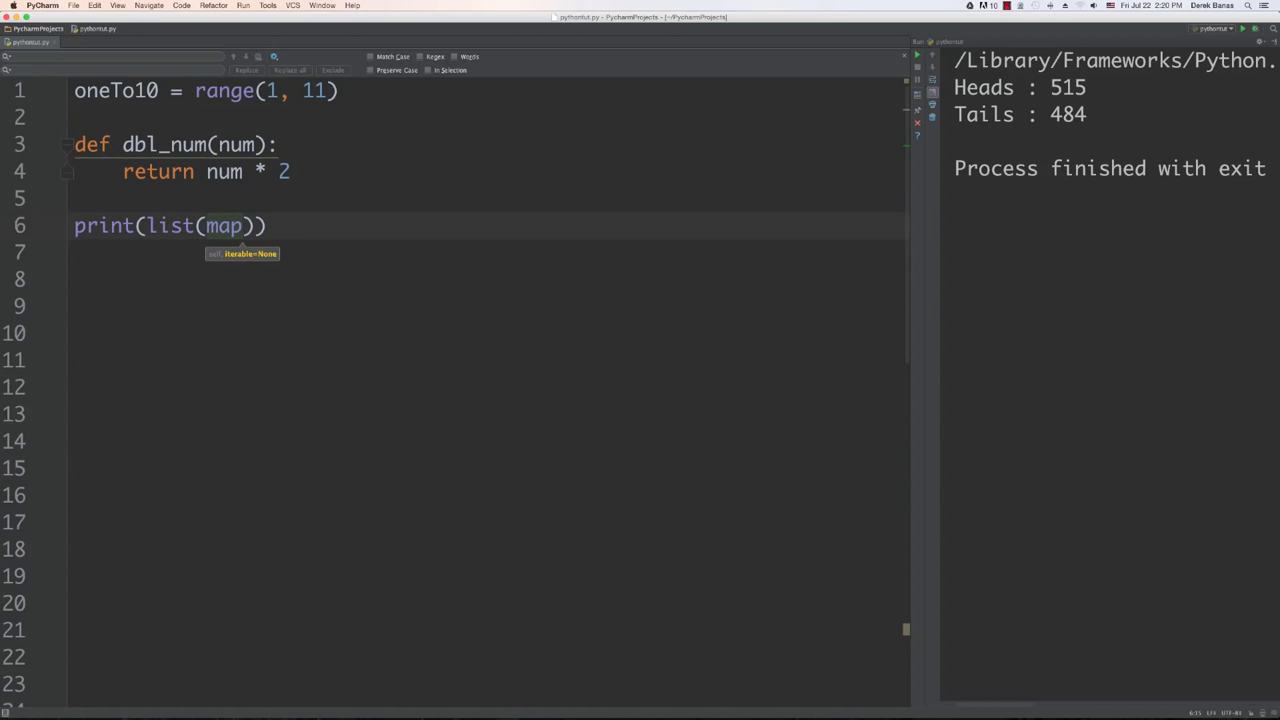 PyCharm File Edit View Navigate Code Refactor Run Tools VCS Window Help
10 Fri Jul 22 2:20 PM Derek Banas
pythontut.py - PycharmProjects - [~/PycharmProjects]
PycharmProjects pythontut.py
pythontut
pythontut.py
Run pythontut
Match Case Regex Words
Replace Replace all Exclude Preserve Case In Selection
1 oneTo10 = range(1, 11)
2
3 def dbl_num(num):
4 return num * 2
5
6 print(list(map))
self, iterable=None
7
8
9
10
11
12
13
14
15
16
17
18
19
20
21
22
23
/Library/Frameworks/Python.
Heads : 515
Tails : 484
Process finished with exit
6:15 LF÷ UTF-8÷